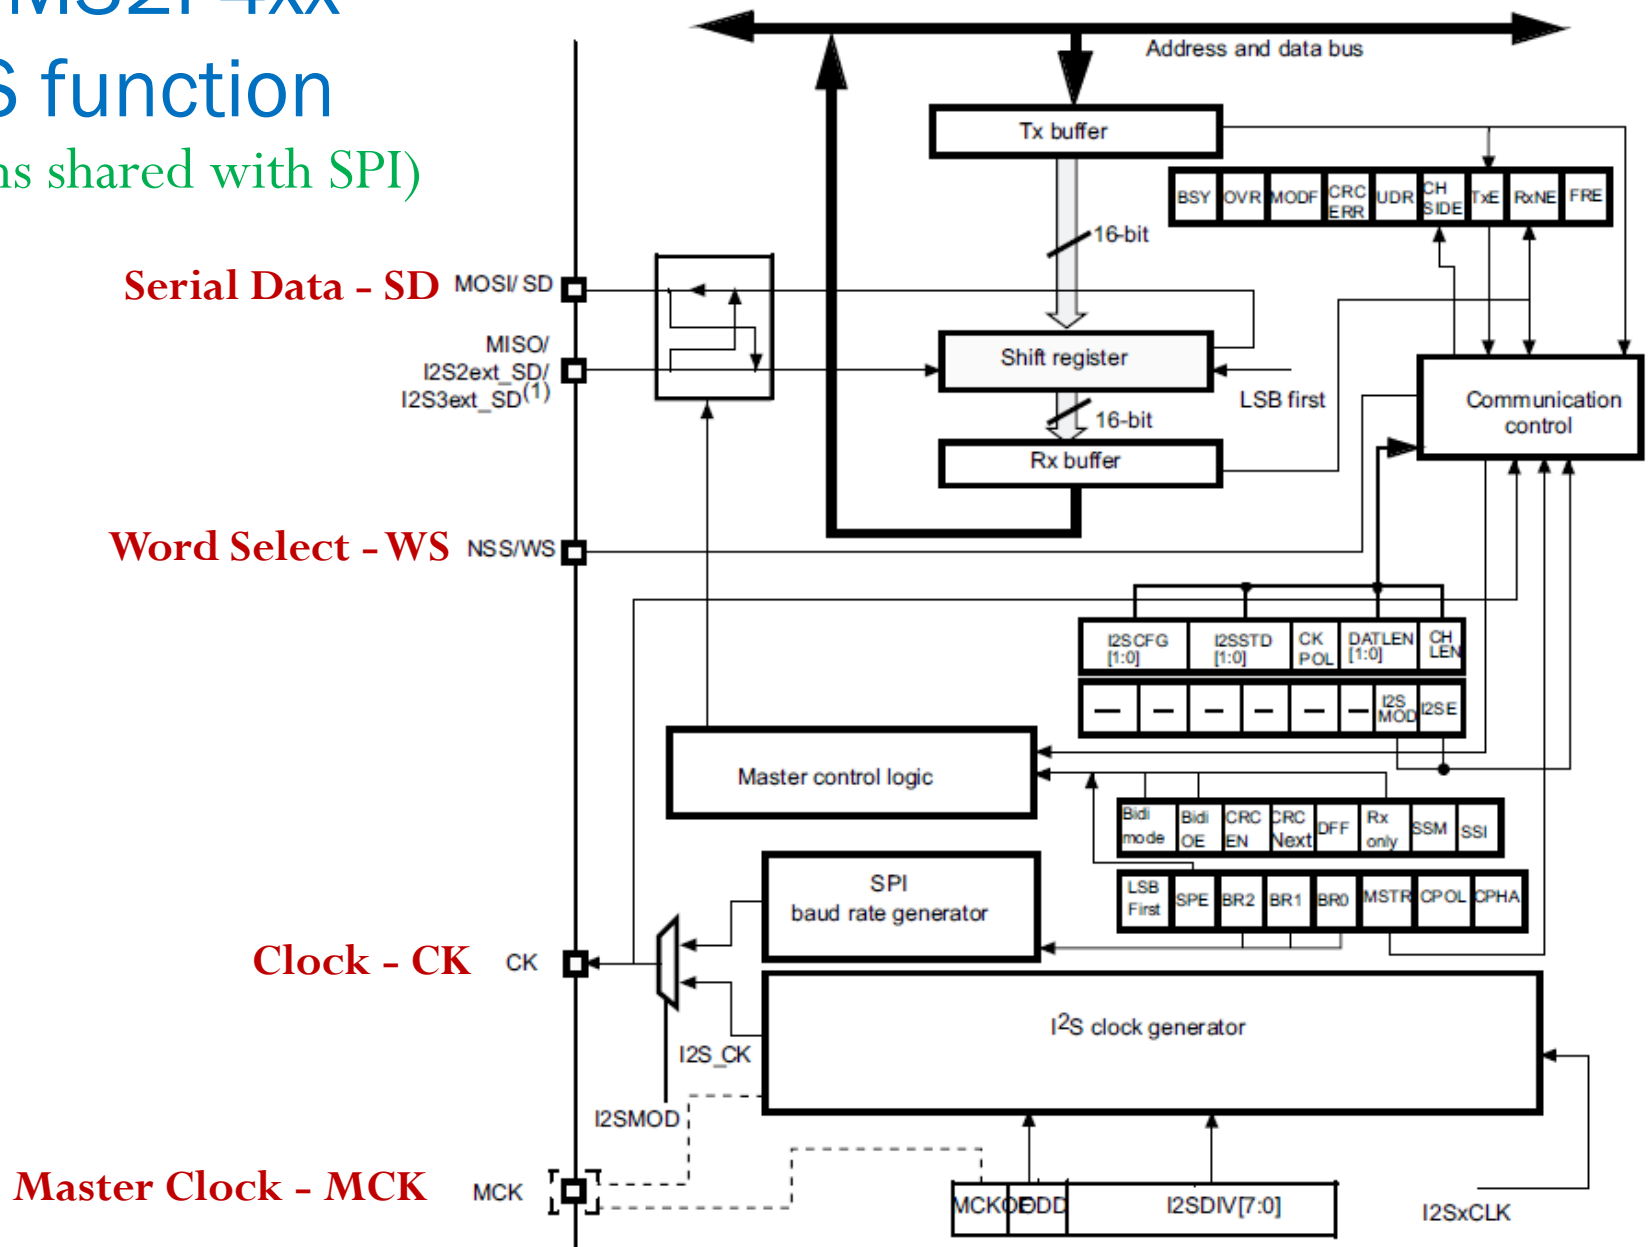 S function
ns shared with SPI)
Address and data bus
Tx buffer
BSY
OVR
MODF
CRC
ERR
UDR
CH
SIDE
TxE
RxNE
FRE
16-bit
Serial Data - SD
MOSI/ SD
MISO/
I2S2ext_SD/
I2S3ext_SD(1)
Shift register
LSB first
16-bit
Communication
control
Rx buffer
Word Select - WS
NSS/WS
I2SCFG
[1:0]
I2SSTD
[1:0]
CK
POL
DATLEN
[1:0]
CH
LEN
I2S
MOD
I2SE
Master control logic
Bidi
mode
Bidi
OE
CRC
EN
CRC
Next
DFF
Rx
only
SSM
SSI
SPI
baud rate generator
LSB
First
SPE
BR2
BR1
BR0
MSTR
CPOL
CPHA
Clock - CK
CK
I2S clock generator
I2S_CK
I2SMOD
Master Clock - MCK
MCK
MCKOE
ODD
I2SDIV[7:0]
I2SxCLK